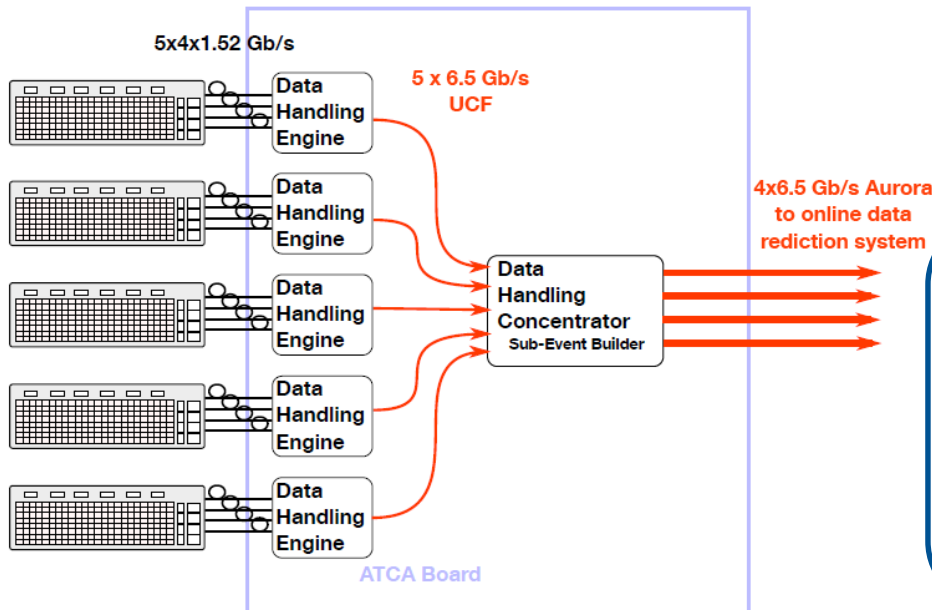 5x4x1.52 Gb/s
Data
Handling
Engine
5 x 6.5 Gb/s
UCF
Data
Handling
Engine
4x6.5 Gb/s Aurora
to online data
rediction system
Data
Handling
Concentrator
Sub-Event Builder
Data
Handling
Engine
Data
Handling
Engine
Data
Handling
Engine
ATCA Board